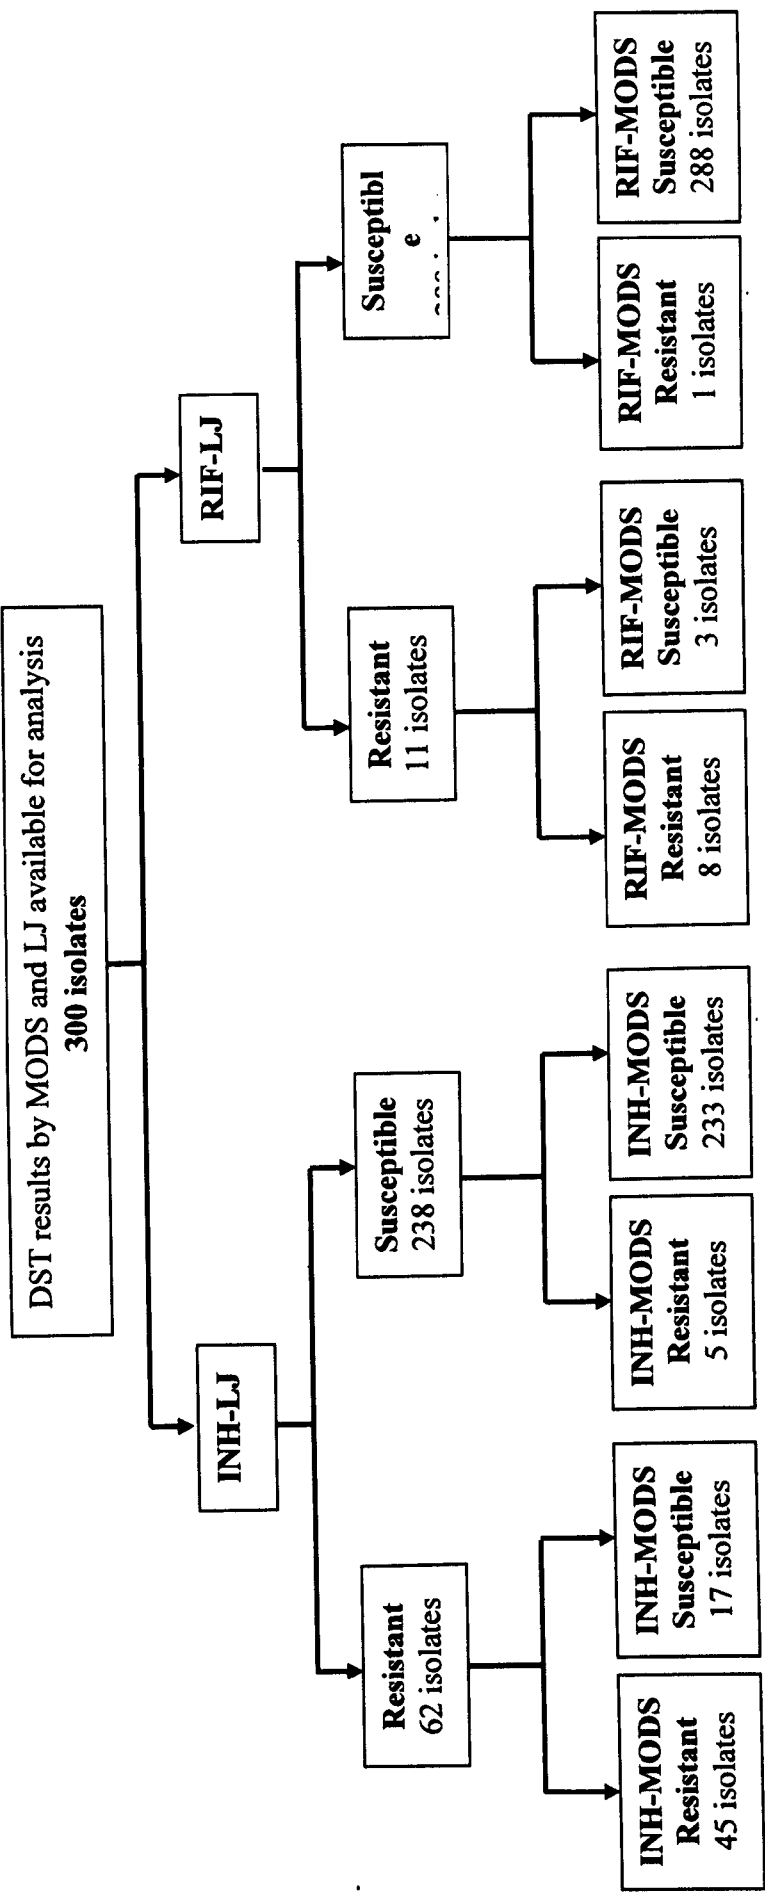 DST results by MODS and LJ available for analysis
300 isolates
INH-LJ
RIF-LJ
Resistant
62 isolates
Susceptible
238 isolates
Resistant
11 isolates
Susceptibl
e
INH-MODS
Resistant
45 isolates
INH-MODS
Susceptible
17 isolates
INH-MODS
Resistant
5 isolates
INH-MODS
Susceptible
233 isolates
RIF-MODS
Resistant
8 isolates
RIF-MODS
Susceptible
3 isolates
RIF-MODS
Resistant
1 isolates
RIF-MODS
Susceptible
288 isolates